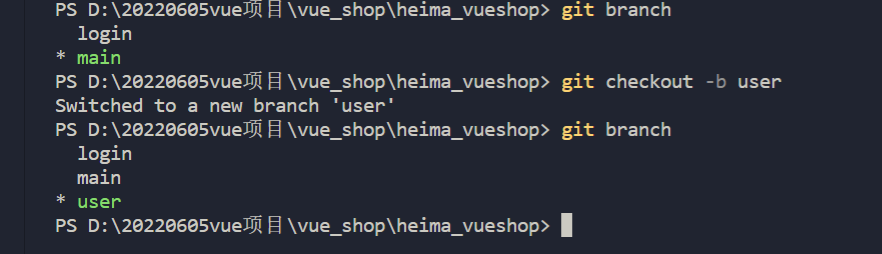 PS D:\20220605vue项目\vue_shop\heima_vueshop> git branch
  login
* main
PS D:\20220605vue项目\vue_shop\heima_vueshop> git checkout -b user
Switched to a new branch 'user'
PS D:\20220605vue项目\vue_shop\heima_vueshop> git branch
  login
  main
* user
PS D:\20220605vue项目\vue_shop\heima_vueshop>